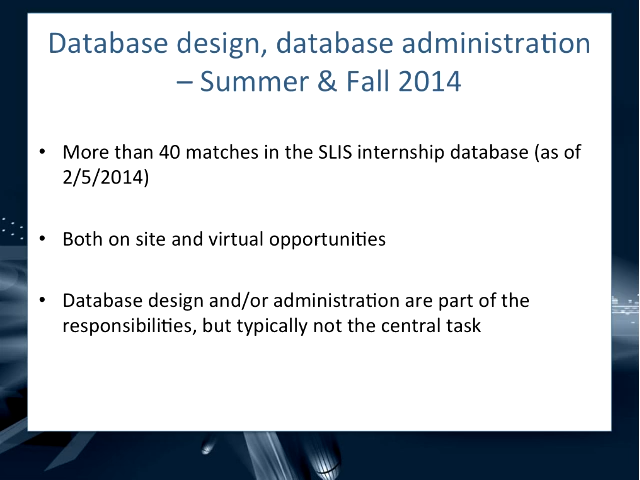 Database design, database administration
– Summer & Fall 2014
• More than 40 matches in the SLIS internship database (as of
2/5/2014)
• Both on site and virtual opportunities
• Database design and/or administration are part of the
responsibilities, but typically not the central task